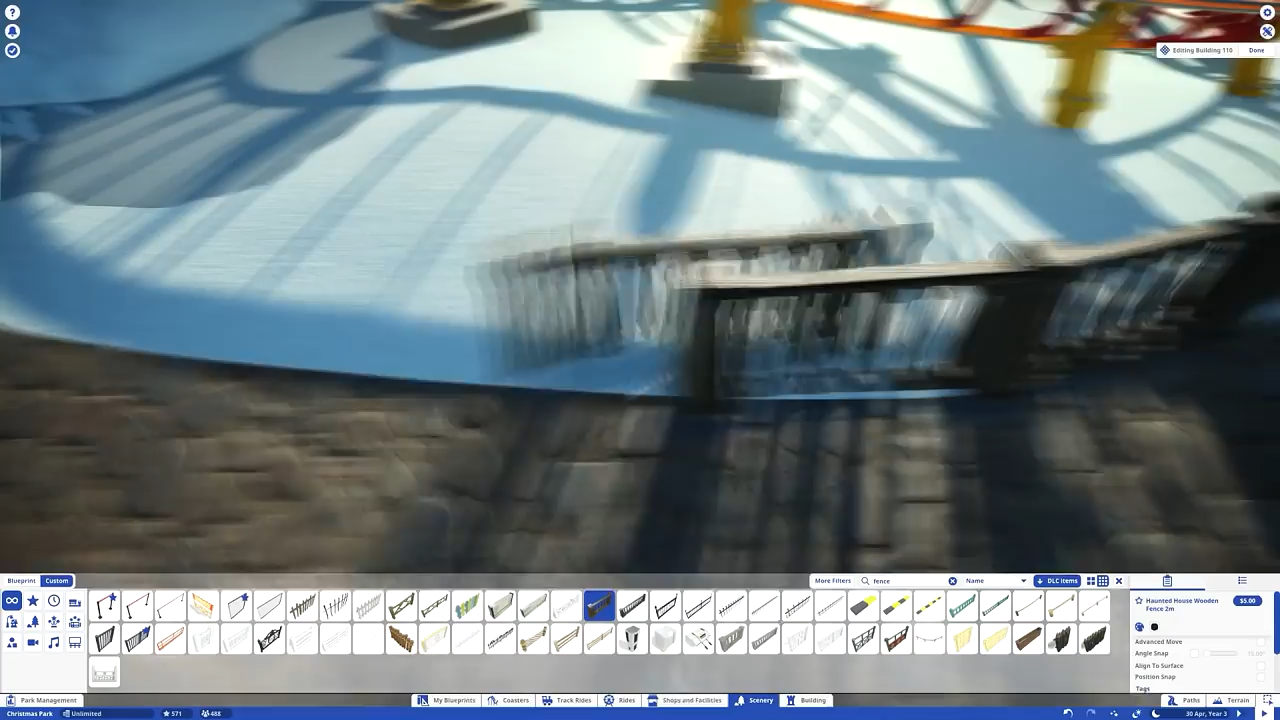 Editing Building 110 Done
Blueprint Custom
More Filters fence Name DLC Items
Haunted House Wooden
Fence 2m
$5.00
Advanced Move
Angle Snap
Align To Surface
Position Snap
Tags
Park Management My Blueprints Coasters Track Rides Rides Shops and Facilities Scenery Building Paths Terrain
Christmas Park Unlimited 571 488 30 Apr, Year 3